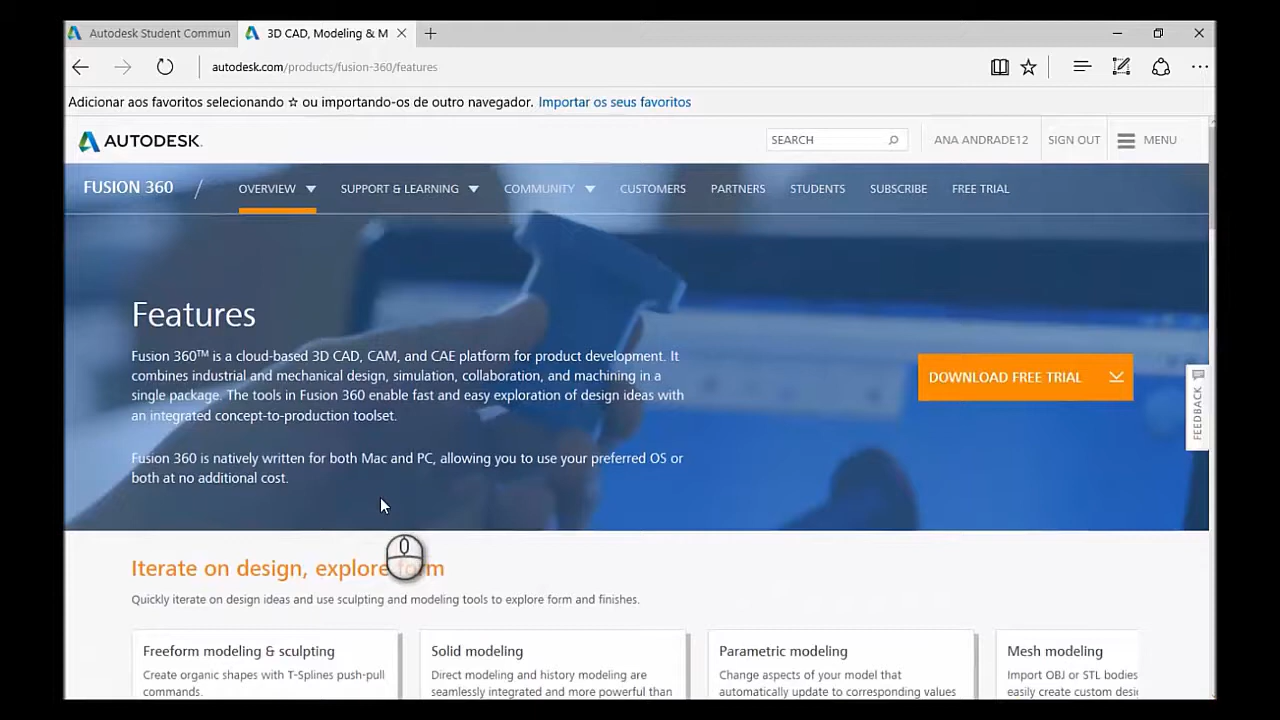 Autodesk Student Commun
3D CAD, Modeling & M
autodesk.com/products/fusion-360/features
Adicionar aos favoritos selecionando ☆ ou importando-os de outro navegador. Importar os seus favoritos
AUTODESK.
SEARCH
ANA ANDRADE12
SIGN OUT
MENU
FUSION 360 /
OVERVIEW
SUPPORT & LEARNING
COMMUNITY
CUSTOMERS
PARTNERS
STUDENTS
SUBSCRIBE
FREE TRIAL
Features
Fusion 360™ is a cloud-based 3D CAD, CAM, and CAE platform for product development. It
combines industrial and mechanical design, simulation, collaboration, and machining in a
single package. The tools in Fusion 360 enable fast and easy exploration of design ideas with
an integrated concept-to-production toolset.
Fusion 360 is natively written for both Mac and PC, allowing you to use your preferred OS or
both at no additional cost.
DOWNLOAD FREE TRIAL
FEEDBACK
Iterate on design, explore form
Quickly iterate on design ideas and use sculpting and modeling tools to explore form and finishes.
Freeform modeling & sculpting
Create organic shapes with T-Splines push-pull
commands.
Solid modeling
Direct modeling and history modeling are
seamlessly integrated and more powerful than
Parametric modeling
Change aspects of your model that
automatically update to corresponding values
Mesh modeling
Import OBJ or STL bodies
easily create custom desi